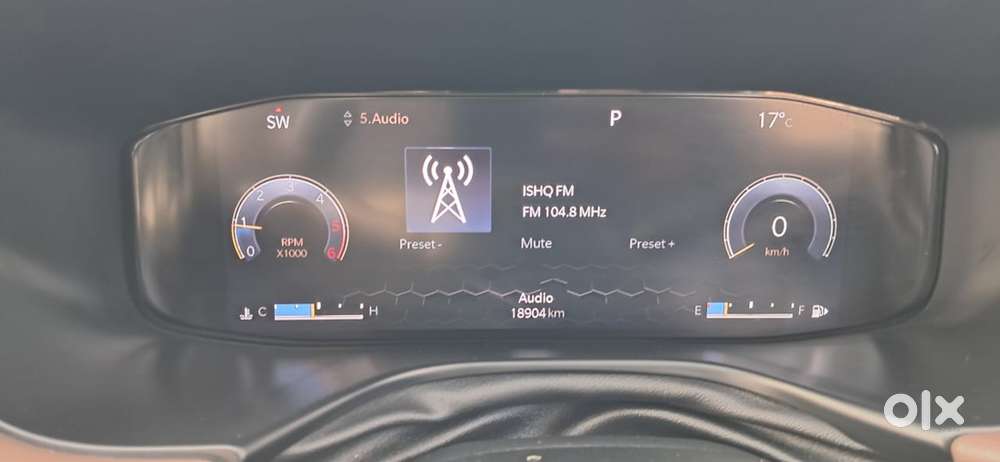 SW
5.Audio
P
17°C
ISHQ FM
FM 104.8 MHz
Preset-
Mute
Preset+
0
1
2
3
4
5
6
RPM
X1000
0
km/h
Audio
18904 km
C
H
E
F
olx